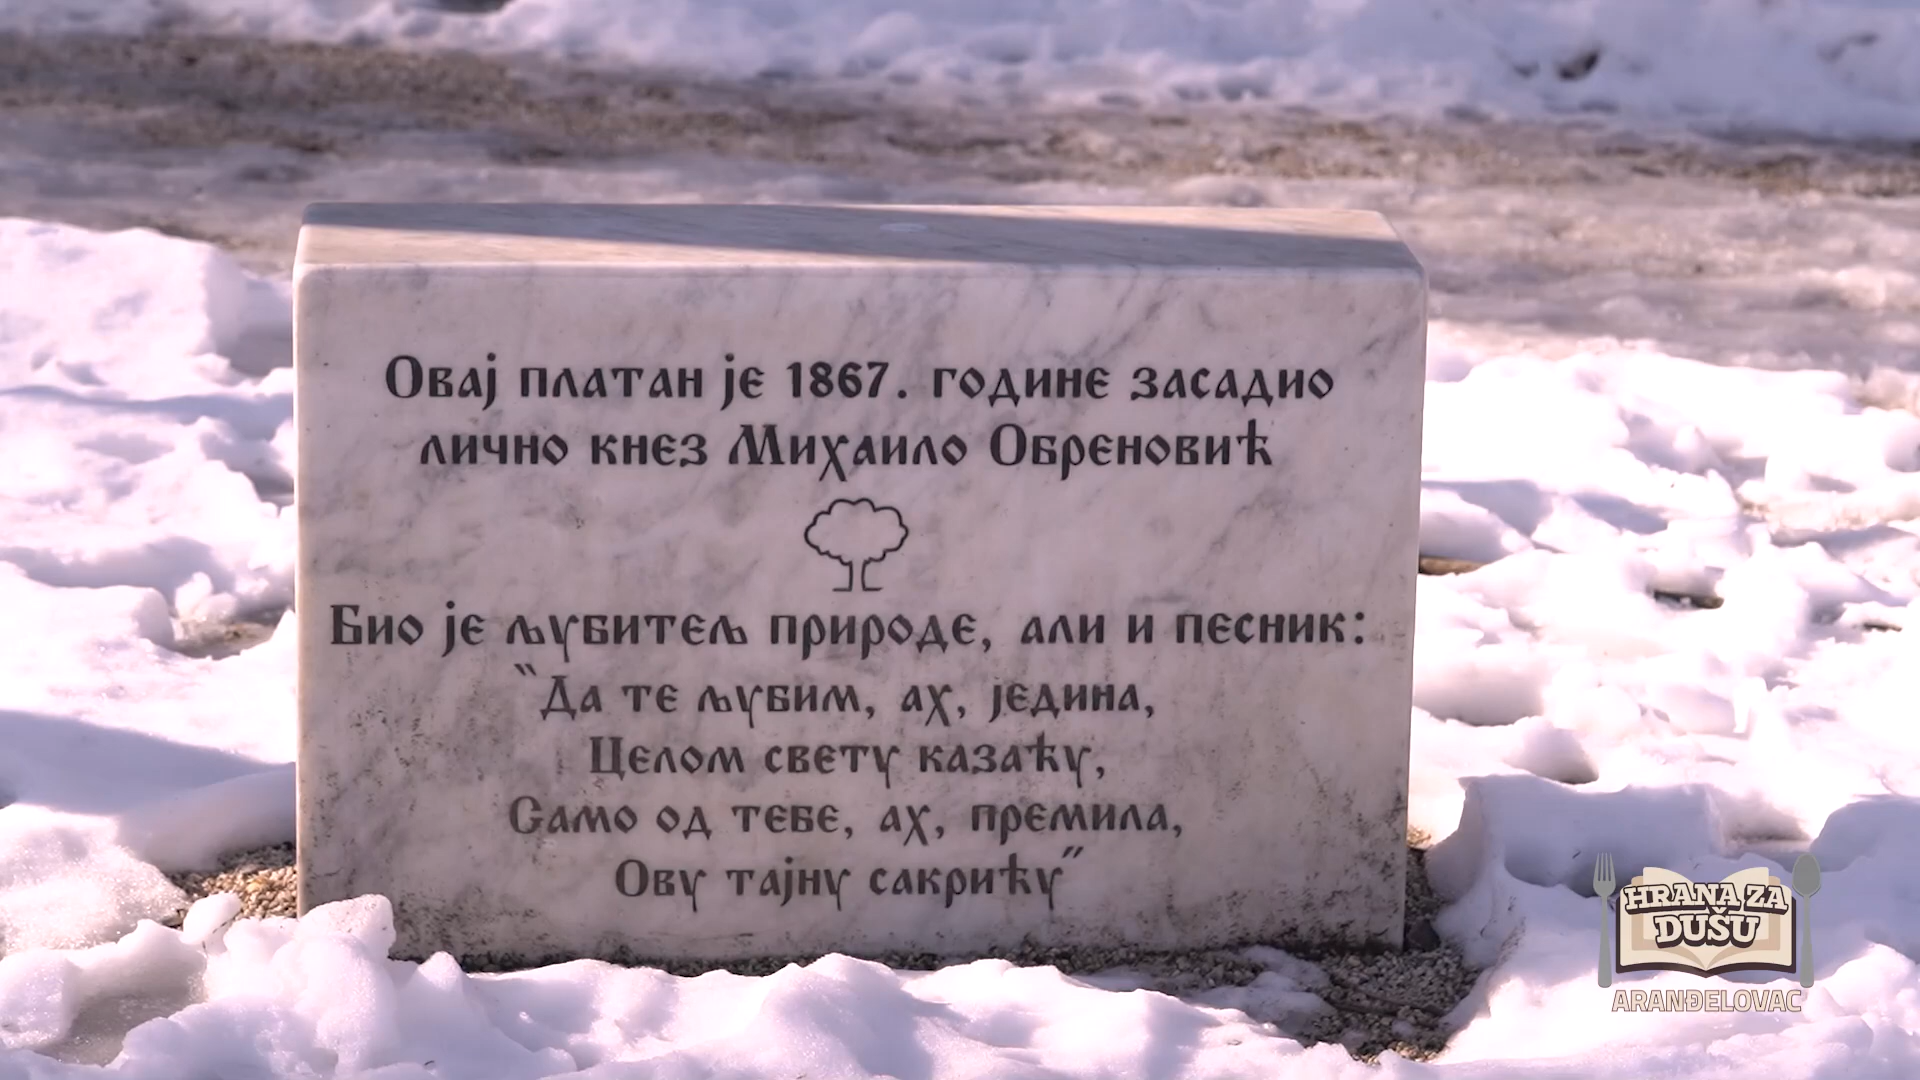 Овај платан је 1867. године засадио
лично кнез Михаило Обреновић
Био је љубитељ природе, али и песник:
"Да те љубим, ах, једина,
Целом свету казаћу,
Само од тебе, ах, премила,
Ову тајну сакрићу"
HRANA ZA
DUŠU
ARANĐELOVAC